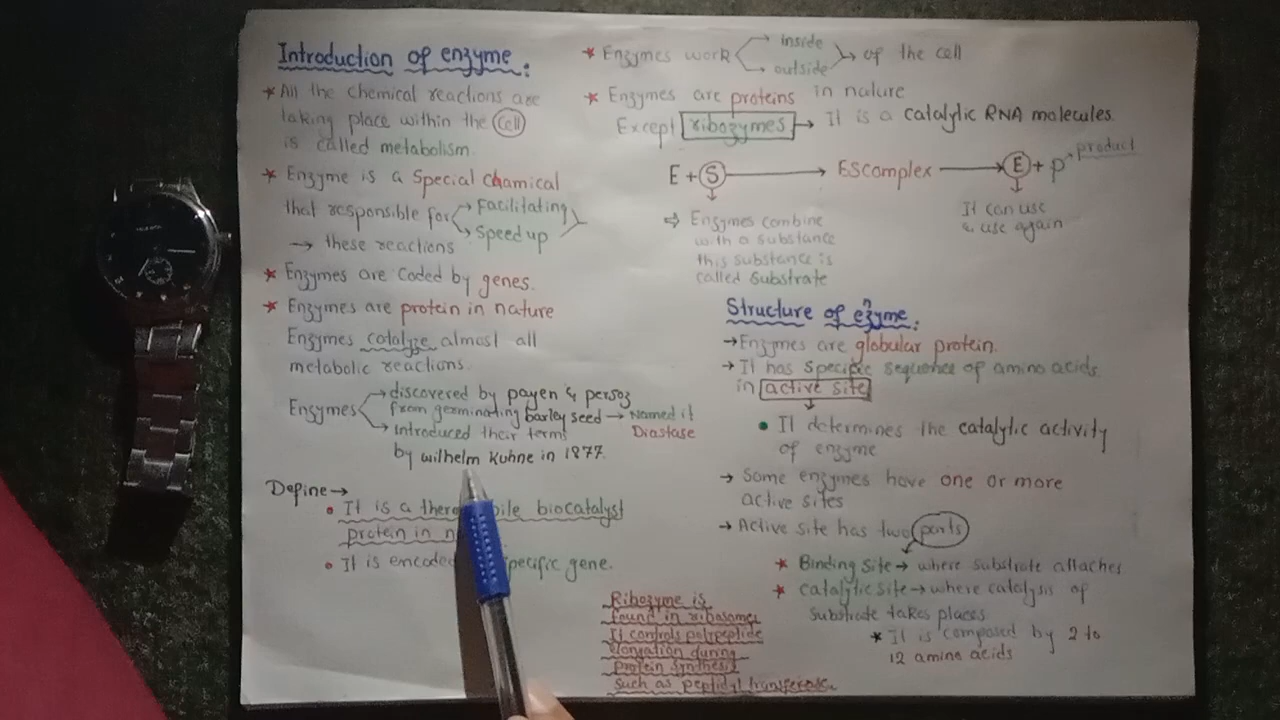 Introduction of enzyme:
* All the chemical reactions are
taking place within the cell
is called metabolism.
* Enzyme is a special chamical
that responsible for → Facilitating
→ Speed up
→ these reactions
* Enzymes are coded by genes.
* Enzymes are protein in nature
Enzymes catalyze almost all
metabolic reactions.
Enzymes → discovered by payen & persoz
from germinating barley seed → Named it
Diastase
→ Introduced their terms
by wilhelm Kuhne in 1877.
Define →
• It is a biocatalyst
protein in
• It is encoded specific gene.
* Enzymes work → inside
→ outside → of the cell
* Enzymes are proteins in nature
Except ribozymes → It is a catalytic RNA molecules.
E + S → ES complex → E + P → product
⇒ Enzymes combine
with a substance
this substance is
called substrate
It can use
& use again
Structure of ezyme: n
→ Enzymes are globular protein.
→ It has specific sequence of amino acids
in active site
• It determines the catalytic activity
of enzyme
→ Some enzymes have one or more
active sites
→ Active site has two parts
* Binding site → where substrate attaches
* catalytic site → where catalysis of
substrate takes places
* It is composed by 2 to
12 amino acids
Ribozyme is
found in ribosome
It controls polypeptide
elongation during
protein synthesis
such as peptidyl transferase.